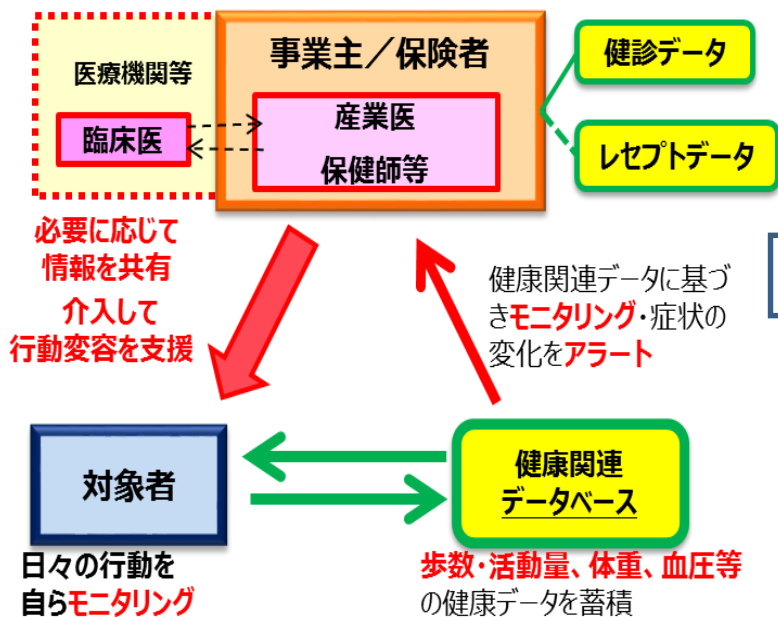 医療機関等
臨床医
事業主／保険者
産業医
保健師等
健診データ
レセプトデータ
必要に応じて
情報を共有
介入して
行動変容を支援
健康関連データに基づ
きモニタリング・症状の
変化をアラート
対象者
健康関連
データベース
日々の行動を
自らモニタリング
歩数・活動量、体重、血圧等
の健康データを蓄積